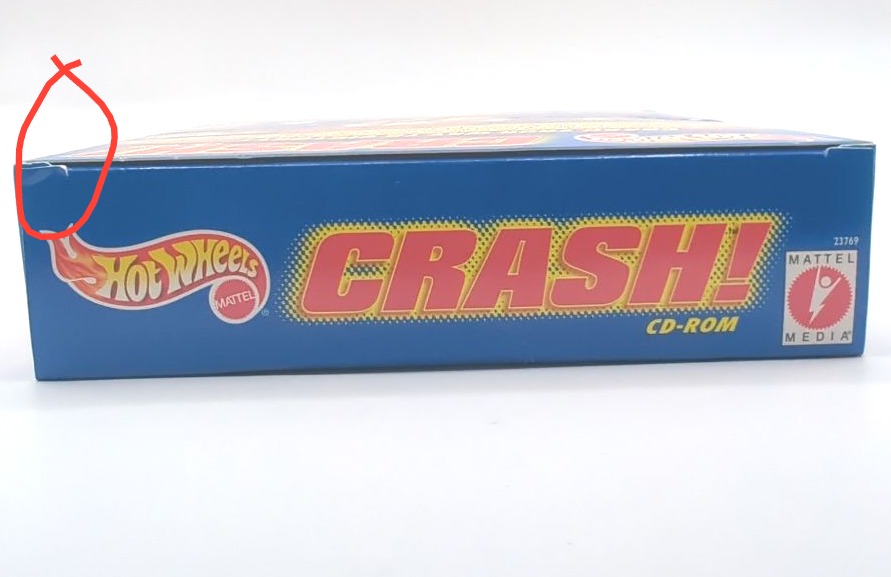 HOT WHEELS
MATTEL
®
CRASH!
CD-ROM
23769
MATTEL
MEDIA®